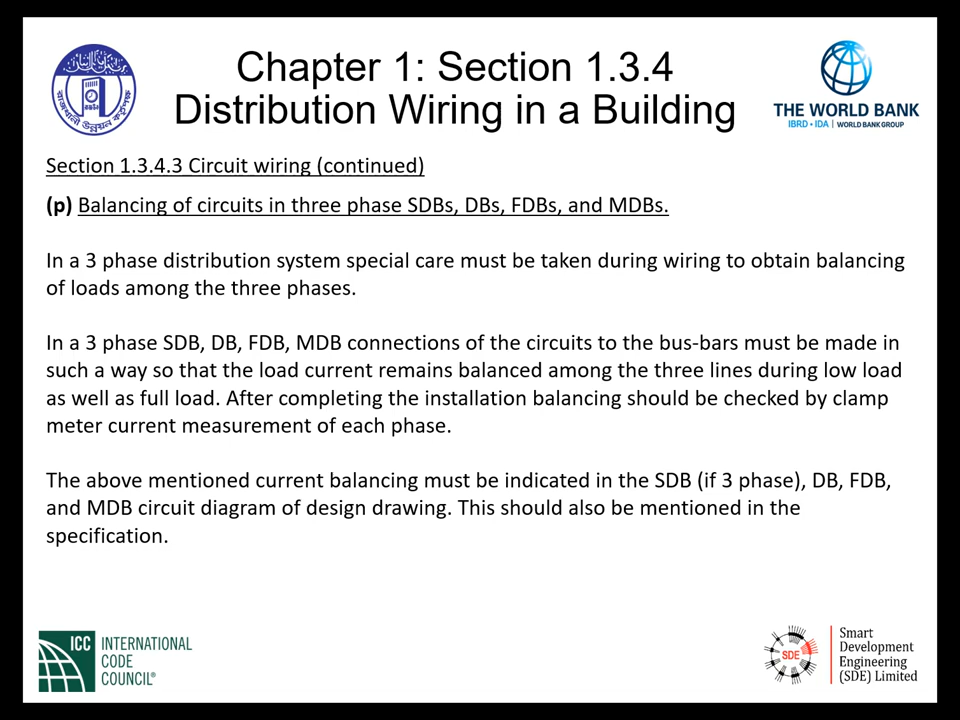 Chapter 1: Section 1.3.4
Distribution Wiring in a Building
THE WORLD BANK
IBRD • IDA | WORLD BANK GROUP
Section 1.3.4.3 Circuit wiring (continued)
(p) Balancing of circuits in three phase SDBs, DBs, FDBs, and MDBs.
In a 3 phase distribution system special care must be taken during wiring to obtain balancing
of loads among the three phases.
In a 3 phase SDB, DB, FDB, MDB connections of the circuits to the bus-bars must be made in
such a way so that the load current remains balanced among the three lines during low load
as well as full load. After completing the installation balancing should be checked by clamp
meter current measurement of each phase.
The above mentioned current balancing must be indicated in the SDB (if 3 phase), DB, FDB,
and MDB circuit diagram of design drawing. This should also be mentioned in the
specification.
ICC INTERNATIONAL
CODE
COUNCIL®
SDE
Smart
Development
Engineering
(SDE) Limited